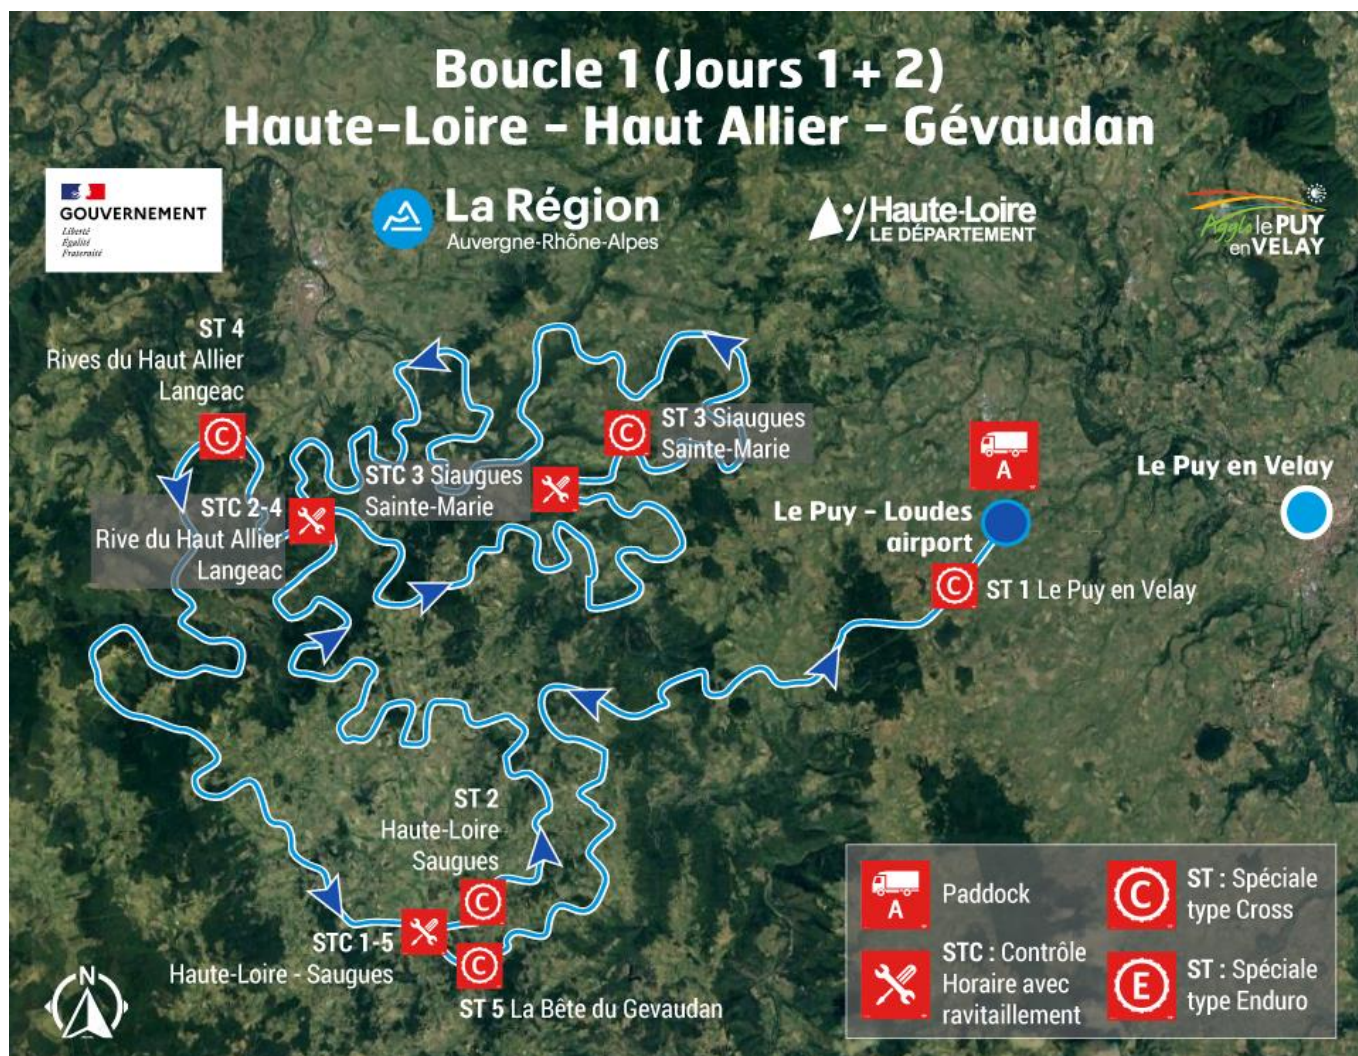 Boucle 1 (Jours 1 + 2)
Haute-Loire - Haut Allier - Gévaudan
GOUVERNEMENT
Liberté
Égalité
Fraternité
La Région
Auvergne-Rhône-Alpes
Haute-Loire
LE DÉPARTEMENT
Agglo le PUY
en VELAY
ST 4
Rives du Haut Allier
Langeac
C
STC 2-4
Rive du Haut Allier
Langeac
STC 3 Siaugues
Sainte-Marie
C
ST 3 Siaugues
Sainte-Marie
A
Le Puy en Velay
Le Puy - Loudes
airport
C
ST 1 Le Puy en Velay
ST 2
Haute-Loire
Saugues
C
STC 1-5
Haute-Loire - Saugues
C
ST 5 La Bête du Gevaudan
N
A
Paddock
STC : Contrôle
Horaire avec
ravitaillement
C
ST : Spéciale
type Cross
E
ST : Spéciale
type Enduro